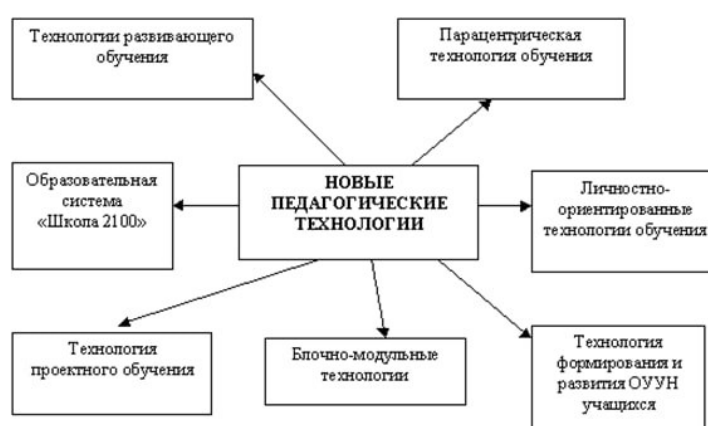 Технологии развивающего
обучения
Парацентрическая
технология обучения
Образовательная
система
«Школа 2100»
НОВЫЕ
ПЕДАГОГИЧЕСКИЕ
ТЕХНОЛОГИИ
Личностно-
ориентированные
технологии обучения
Технология
проектного обучения
Блочно-модульные
технологии
Технология
формирования и
развития ОУУН
учащихся